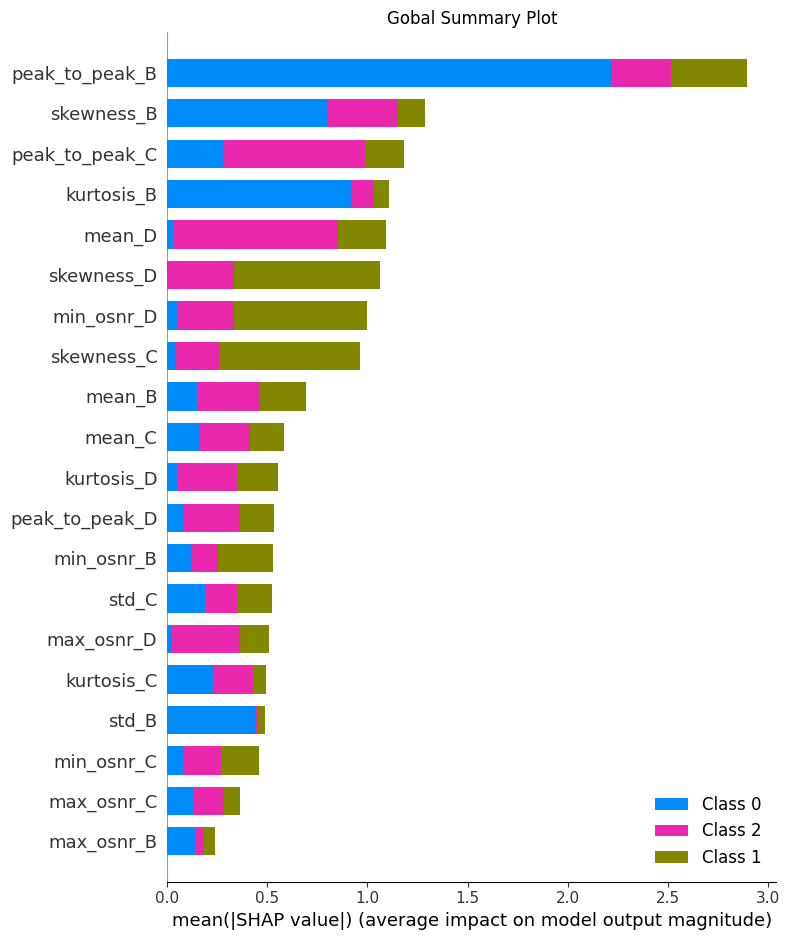 Gobal Summary Plot
peak_to_peak_B
skewness_B
peak_to_peak_C
kurtosis_B
mean_D
skewness_D
min_osnr_D
skewness_C
mean_B
mean_C
kurtosis_D
peak_to_peak_D
min_osnr_B
std_C
max_osnr_D
kurtosis_C
std_B
min_osnr_C
max_osnr_C
max_osnr_B
Class 0
Class 2
Class 1
0.0 0.5 1.0 1.5 2.0 2.5 3.0
mean(|SHAP value|) (average impact on model output magnitude)